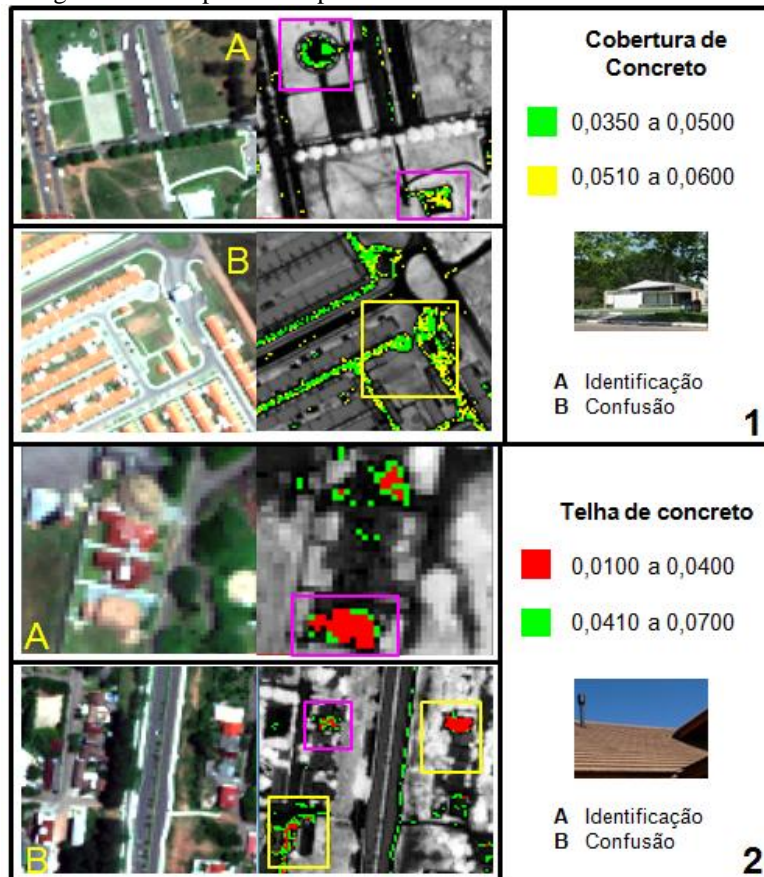 A
Cobertura de
Concreto
0,0350 a 0,0500
0,0510 a 0,0600
B
A Identificação
B Confusão
1
A
Telha de concreto
0,0100 a 0,0400
0,0410 a 0,0700
B
A Identificação
B Confusão
2